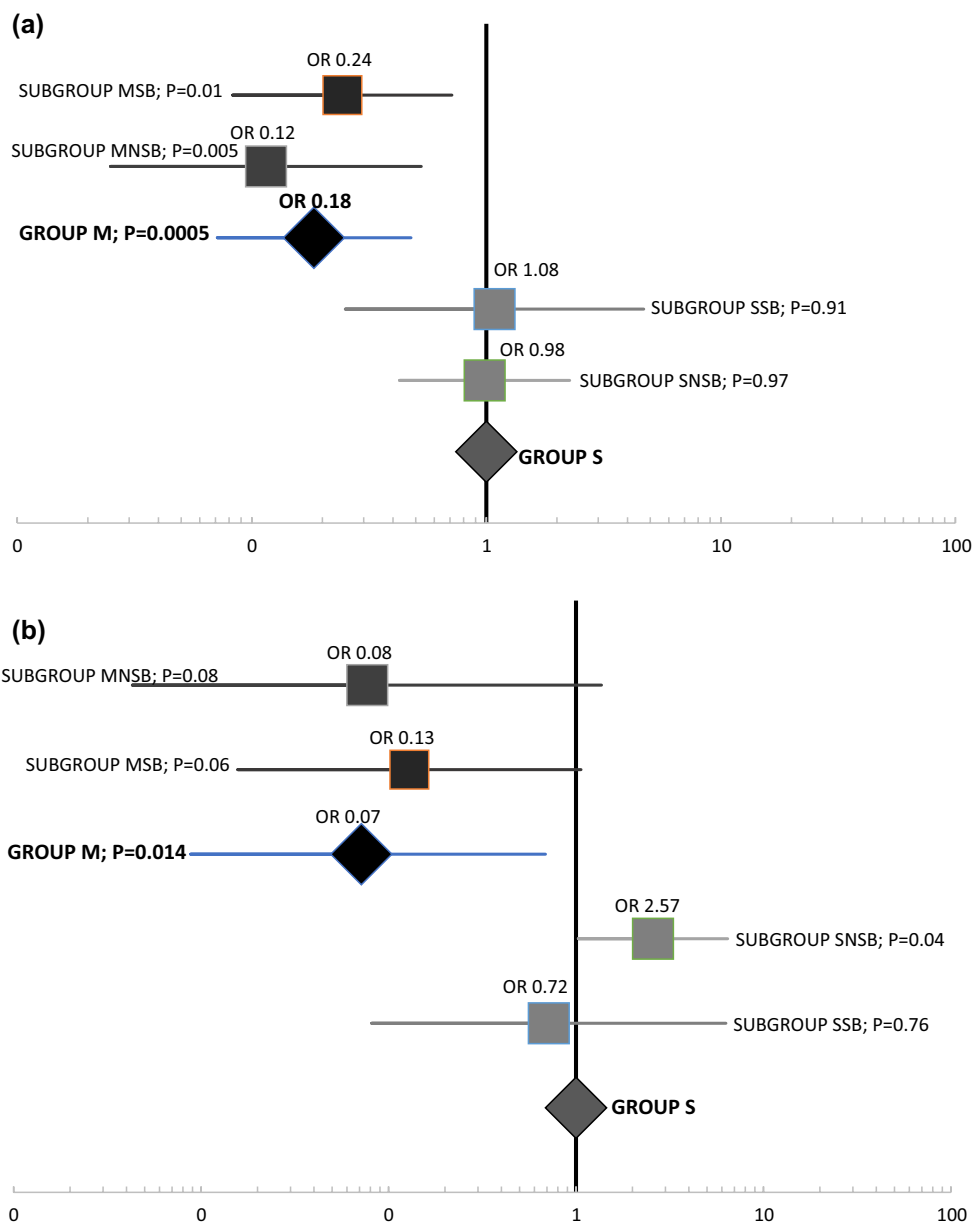 (a)
OR 0.24
SUBGROUP MSB; P=0.01
OR 0.12
SUBGROUP MNSB; P=0.005
OR 0.18
GROUP M; P=0.0005
OR 1.08
SUBGROUP SSB; P=0.91
OR 0.98
SUBGROUP SNSB; P=0.97
GROUP S
0 0 1 10 100
(b)
OR 0.08
SUBGROUP MNSB; P=0.08
OR 0.13
SUBGROUP MSB; P=0.06
OR 0.07
GROUP M; P=0.014
OR 2.57
SUBGROUP SNSB; P=0.04
OR 0.72
SUBGROUP SSB; P=0.76
GROUP S
0 0 0 1 10 100